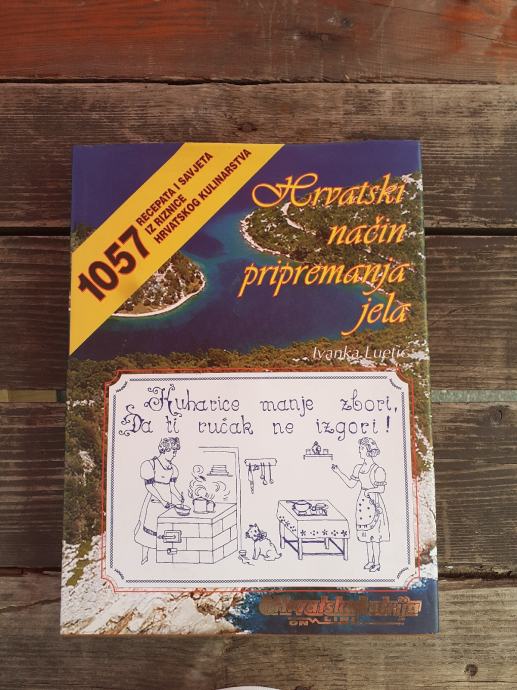 1057
RECEPATA I SAVJETA
IZ RIZNICE
HRVATSKOG KULINARSTVA
Hrvatski
način
pripremanja
jela
Ivanka
Kuharice manje zbori,
Da ti ručak ne izgori!